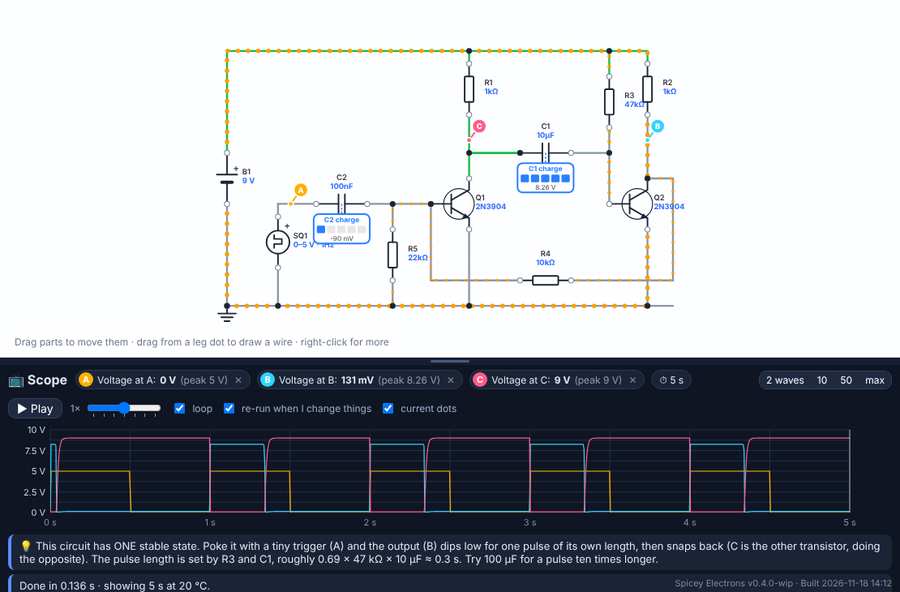 R1
1kΩ
R3
47kΩ
R2
1kΩ
C
B
C1
10µF
C1 charge
8.26 V
+ B1
9 V
A
C2
100nF
C2 charge
-90 mV
+
SQ1
0–5 V · 1Hz
Q1
2N3904
Q2
2N3904
R5
22kΩ
R4
10kΩ
Drag parts to move them · drag from a leg dot to draw a wire · right-click for more
📺 Scope
A Voltage at A: 0 V (peak 5 V) ×
B Voltage at B: 131 mV (peak 8.26 V) ×
C Voltage at C: 9 V (peak 9 V) ×
⏱ 5 s
2 waves 10 50 max
▶ Play 1× loop re-run when I change things current dots
10 V
7.5 V
5 V
2.5 V
0 V
0 s 1 s 2 s 3 s 4 s 5 s
💡 This circuit has ONE stable state. Poke it with a tiny trigger (A) and the output (B) dips low for one pulse of its own length, then snaps back (C is the other transistor, doing
the opposite). The pulse length is set by R3 and C1, roughly 0.69 × 47 kΩ × 10 µF ≈ 0.3 s. Try 100 µF for a pulse ten times longer.
Done in 0.136 s · showing 5 s at 20 °C.
Spicey Electrons v0.4.0-wip · Built 2026-11-18 14:12